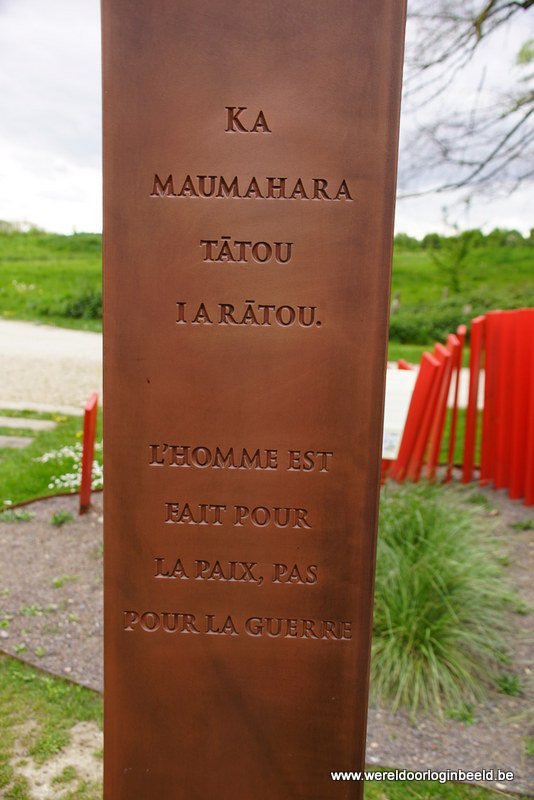 KA
MAUMAHARA
TĀTOU
I A RĀTOU.
L'HOMME EST
FAIT POUR
LA PAIX, PAS
POUR LA GUERRE
www.wereldoorloginbeeld.be